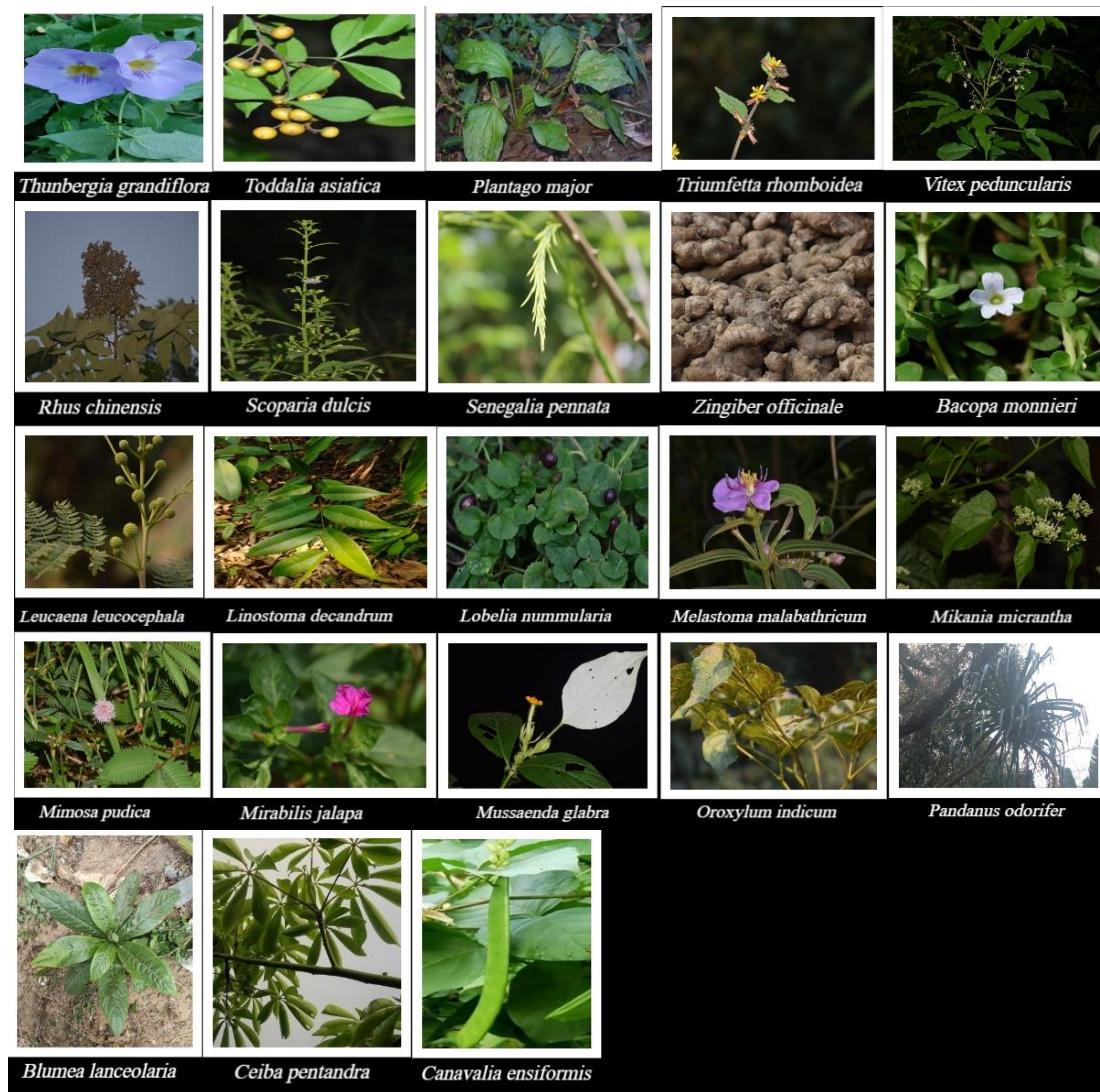 Thunbergia grandiflora
Toddalia asiatica
Plantago major
Triumfetta rhomboidea
Vitex peduncularis
Rhus chinensis
Scoparia dulcis
Senegalia pennata
Zingiber officinale
Bacopa monnieri
Leucaena leucocephala
Linostoma decandrum
Lobelia nummularia
Melastoma malabathricum
Mikania micrantha
Mimosa pudica
Mirabilis jalapa
Mussaenda glabra
Oroxylum indicum
Pandanus odorifer
Blumea lanceolaria
Ceiba pentandra
Canavalia ensiformis